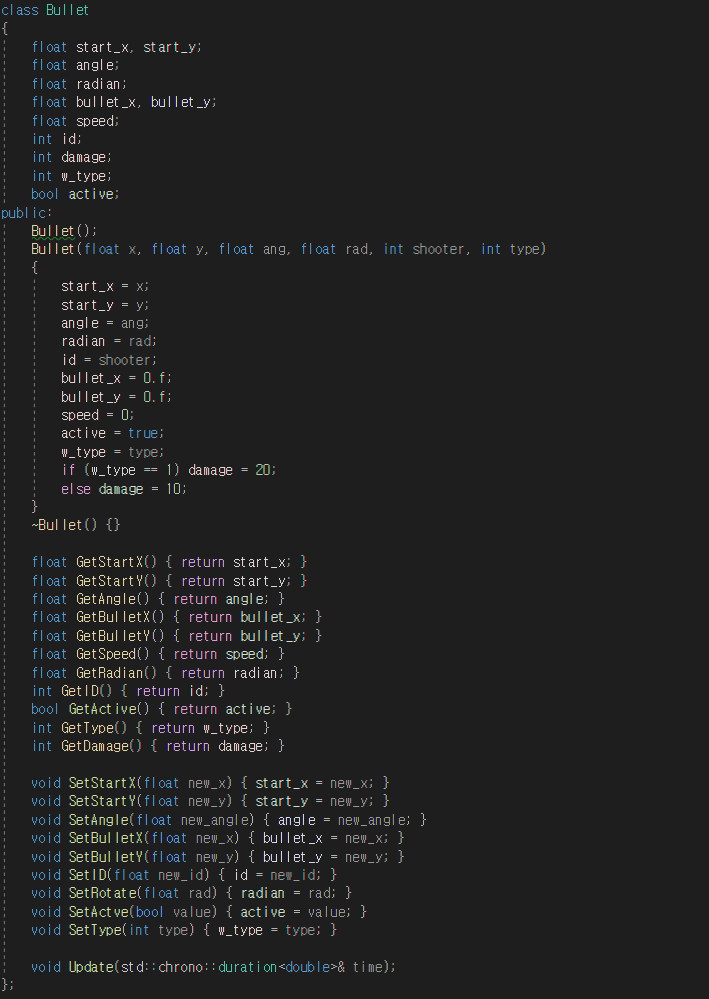 class Bullet
{
    float start_x, start_y;
    float angle;
    float radian;
    float bullet_x, bullet_y;
    float speed;
    int id;
    int damage;
    int w_type;
    bool active;
public:
    Bullet();
    Bullet(float x, float y, float ang, float rad, int shooter, int type)
    {
        start_x = x;
        start_y = y;
        angle = ang;
        radian = rad;
        id = shooter;
        bullet_x = 0.f;
        bullet_y = 0.f;
        speed = 0;
        active = true;
        w_type = type;
        if (w_type == 1) damage = 20;
        else damage = 10;
    }
    ~Bullet() {}

    float GetStartX() { return start_x; }
    float GetStartY() { return start_y; }
    float GetAngle() { return angle; }
    float GetBulletX() { return bullet_x; }
    float GetBulletY() { return bullet_y; }
    float GetSpeed() { return speed; }
    float GetRadian() { return radian; }
    int GetID() { return id; }
    bool GetActive() { return active; }
    int GetType() { return w_type; }
    int GetDamage() { return damage; }

    void SetStartX(float new_x) { start_x = new_x; }
    void SetStartY(float new_y) { start_y = new_y; }
    void SetAngle(float new_angle) { angle = new_angle; }
    void SetBulletX(float new_x) { bullet_x = new_x; }
    void SetBulletY(float new_y) { bullet_y = new_y; }
    void SetID(float new_id) { id = new_id; }
    void SetRotate(float rad) { radian = rad; }
    void SetActve(bool value) { active = value; }
    void SetType(int type) { w_type = type; }

    void Update(std::chrono::duration<double>& time);
};